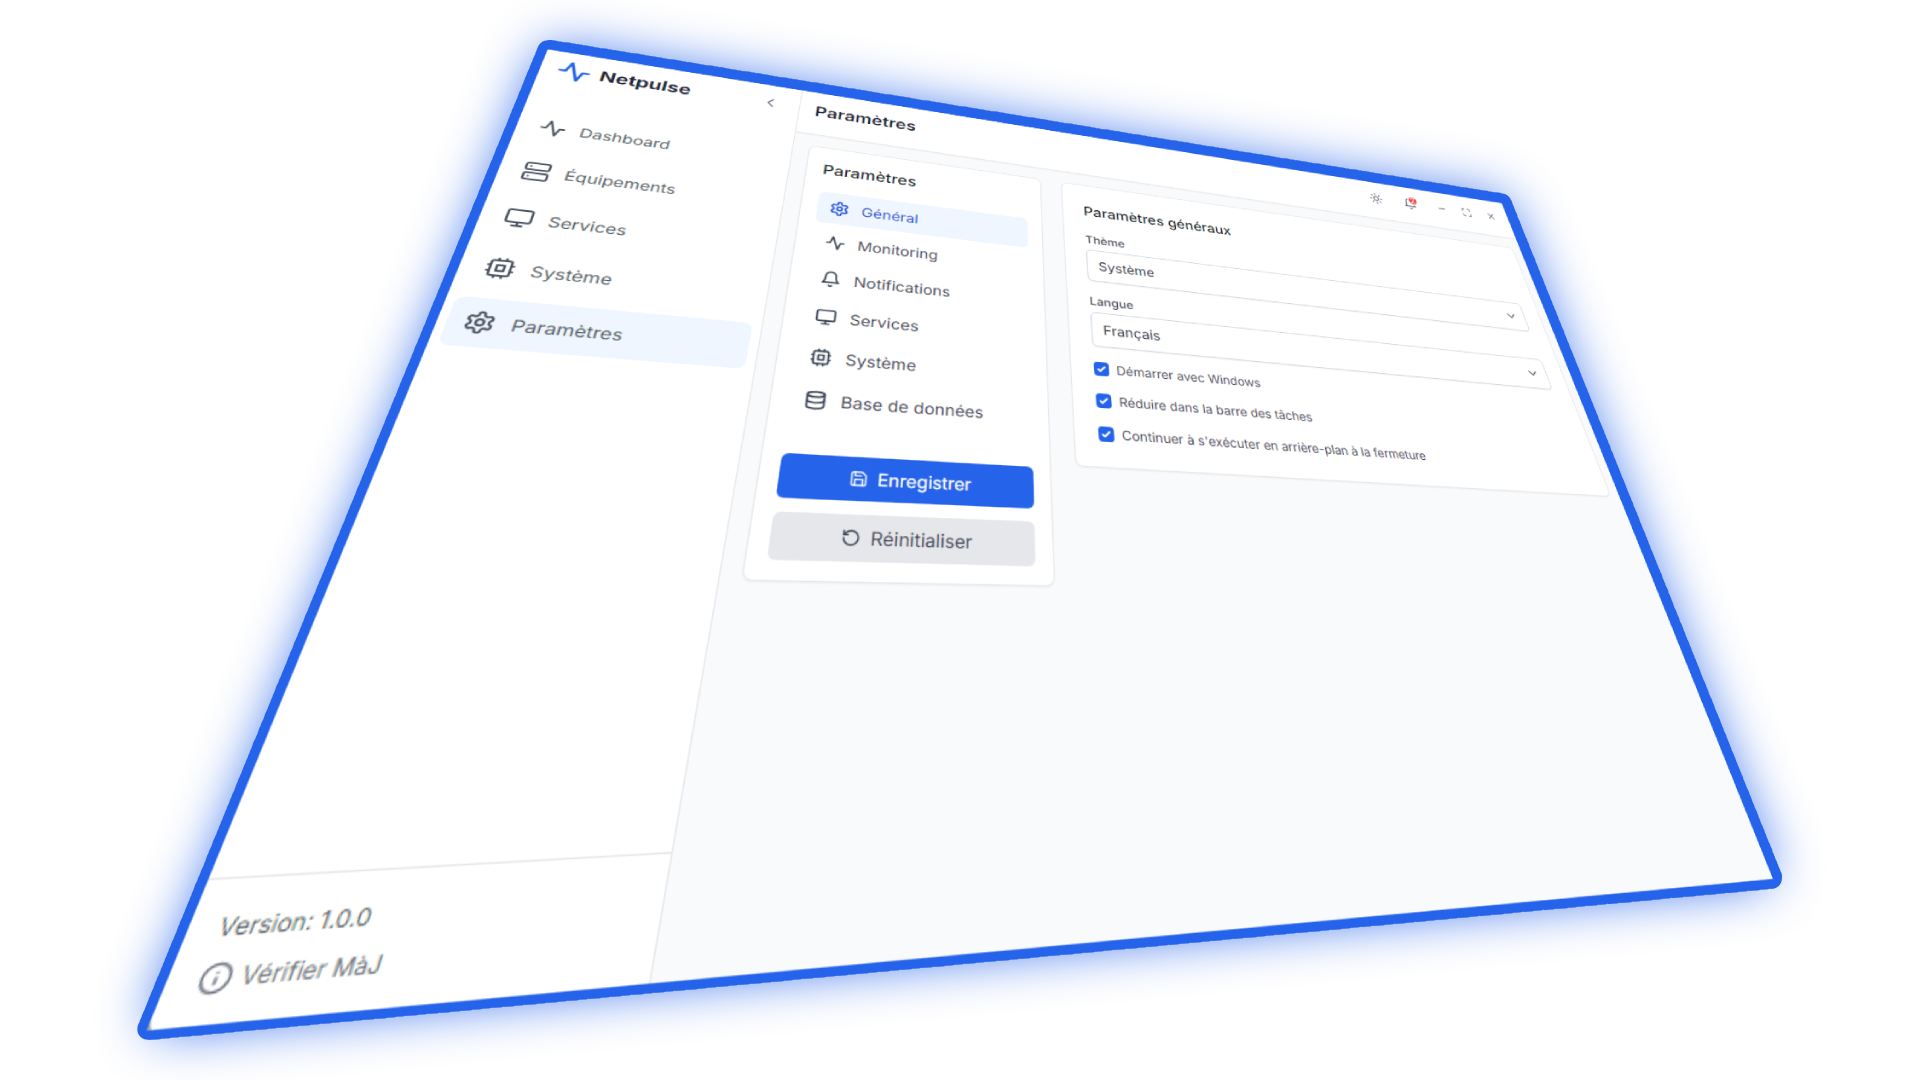 Netpulse
Dashboard
Équipements
Services
Système
Paramètres
Version: 1.0.0
Vérifier MàJ
Paramètres
Paramètres
Général
Monitoring
Notifications
Services
Système
Base de données
Enregistrer
Réinitialiser
Paramètres généraux
Thème
Système
Langue
Français
Démarrer avec Windows
Réduire dans la barre des tâches
Continuer à s'exécuter en arrière-plan à la fermeture